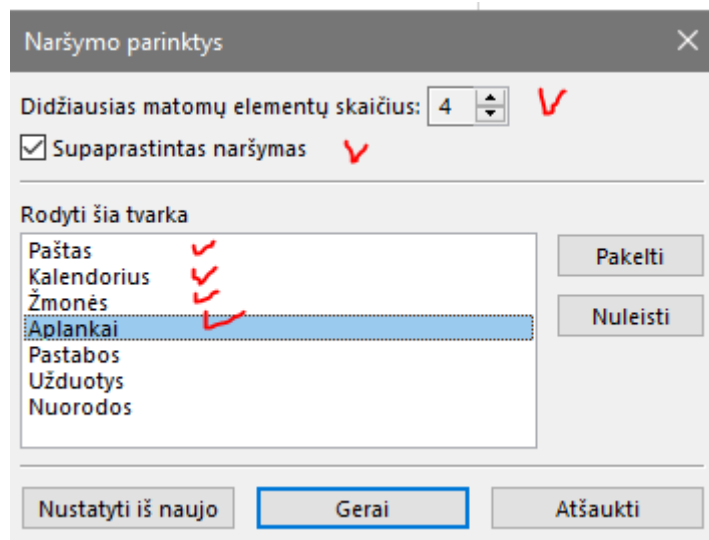 Naršymo parinktys
Didžiausias matomų elementų skaičius: 4
Supaprastintas naršymas
Rodyti šia tvarka
Paštas
Kalendorius
Žmonės
Aplankai
Pastabos
Užduotys
Nuorodos
Pakelti
Nuleisti
Nustatyti iš naujo Gerai Atšaukti